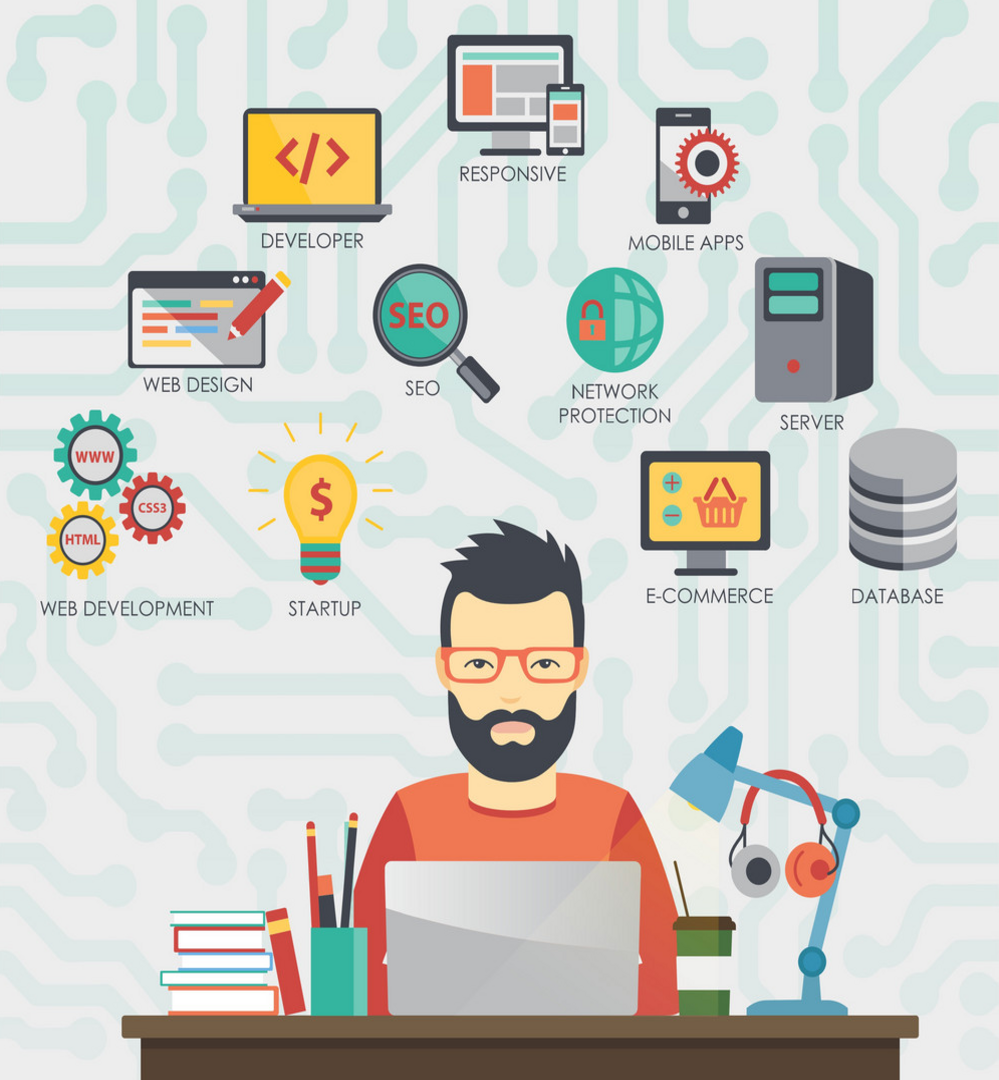 RESPONSIVE
</>
DEVELOPER
MOBILE APPS
SEO
WEB DESIGN
SEO
NETWORK
PROTECTION
SERVER
WWW
CSS3
HTML
$
WEB DEVELOPMENT
STARTUP
+
−
E-COMMERCE
DATABASE